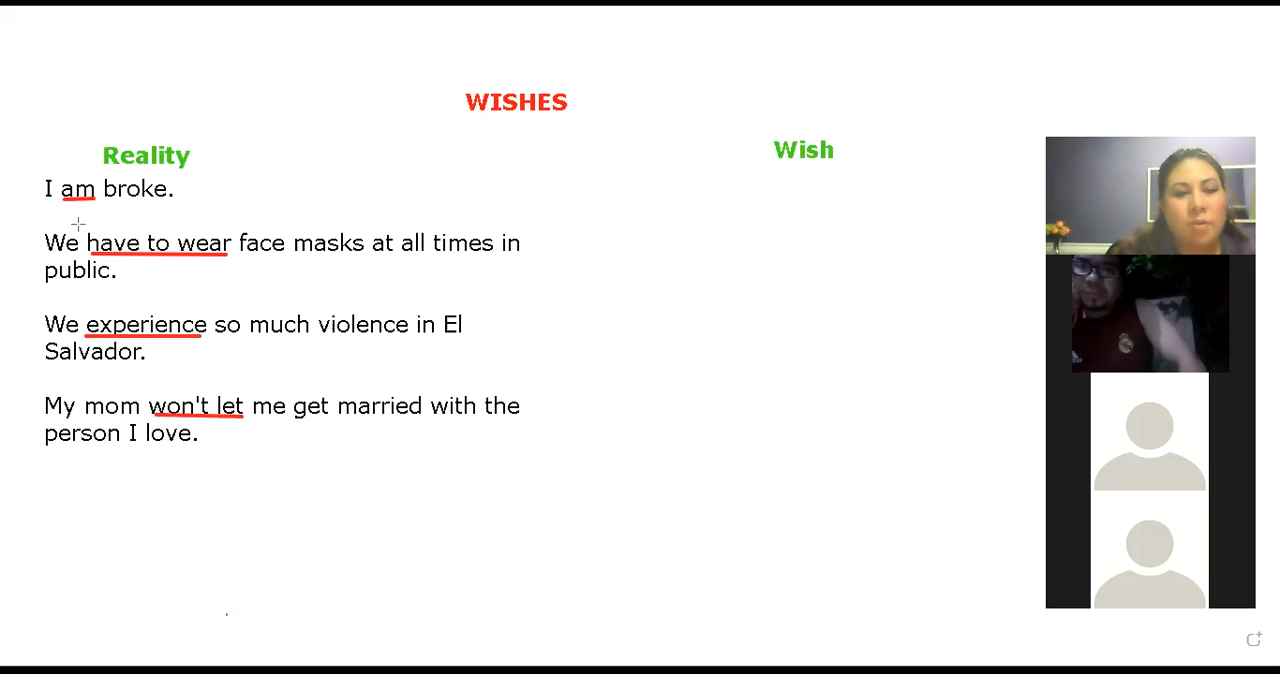 WISHES
Reality
Wish
I am broke.
We have to wear face masks at all times in
public.
We experience so much violence in El
Salvador.
My mom won't let me get married with the
person I love.